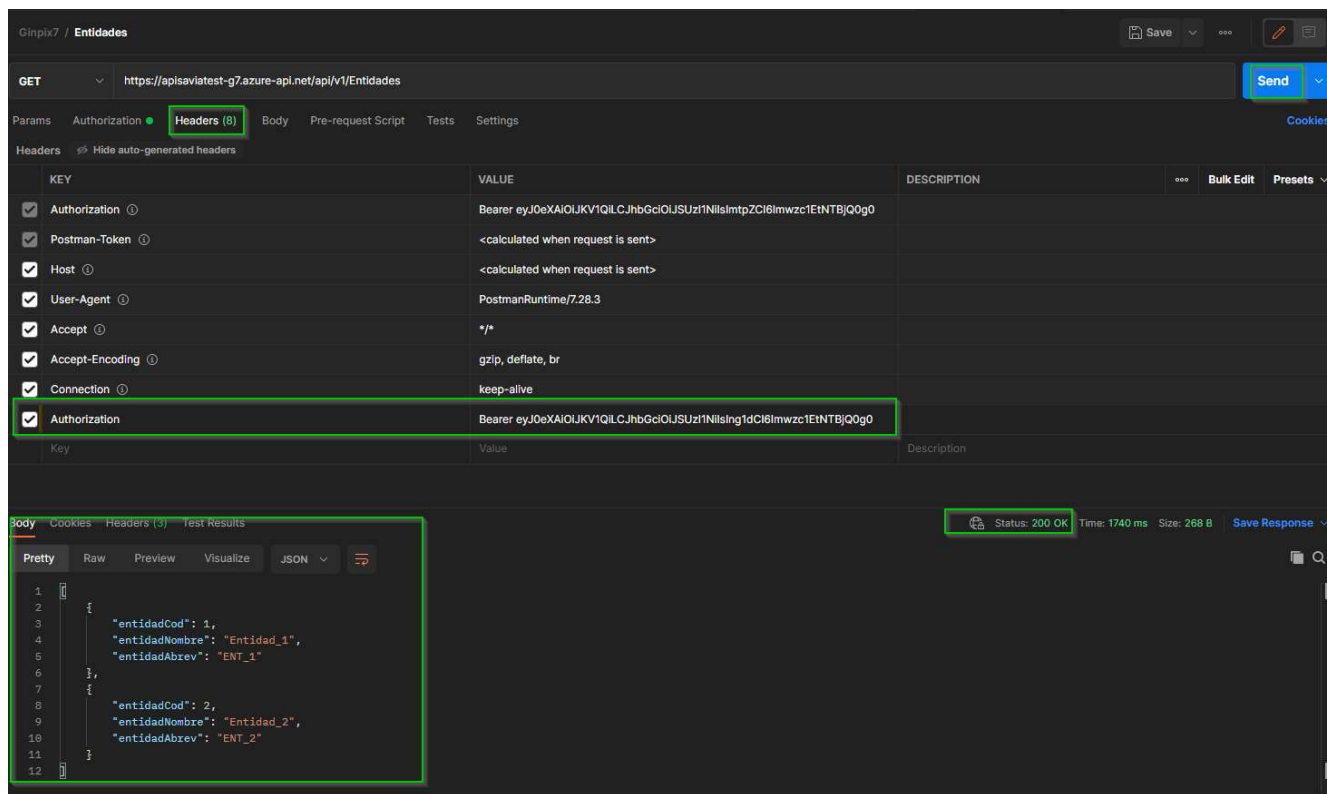 Ginpix7 / Entidades
Save
GET https://apisaviatest-g7.azure-api.net/api/v1/Entidades Send
Params Authorization Headers (8) Body Pre-request Script Tests Settings Cookies
Headers Hide auto-generated headers
KEY VALUE DESCRIPTION ooo Bulk Edit Presets
Authorization Bearer eyJ0eXAiOiJKV1QiLCJhbGciOiJSUzI1NiIsImtpZCI6Imwzc1EtNTBjQ0g0
Postman-Token <calculated when request is sent>
Host <calculated when request is sent>
User-Agent PostmanRuntime/7.28.3
Accept */*
Accept-Encoding gzip, deflate, br
Connection keep-alive
Authorization Bearer eyJ0eXAiOiJKV1QiLCJhbGciOiJSUzI1NiIsIng1dCI6Imwzc1EtNTBjQ0g0
Key Value Description
Body Cookies Headers (3) Test Results Status: 200 OK Time: 1740 ms Size: 268 B Save Response
Pretty Raw Preview Visualize JSON
1 [
2 {
3 "entidadCod": 1,
4 "entidadNombre": "Entidad_1",
5 "entidadAbrev": "ENT_1"
6 },
7 {
8 "entidadCod": 2,
9 "entidadNombre": "Entidad_2",
10 "entidadAbrev": "ENT_2"
11 }
12 ]